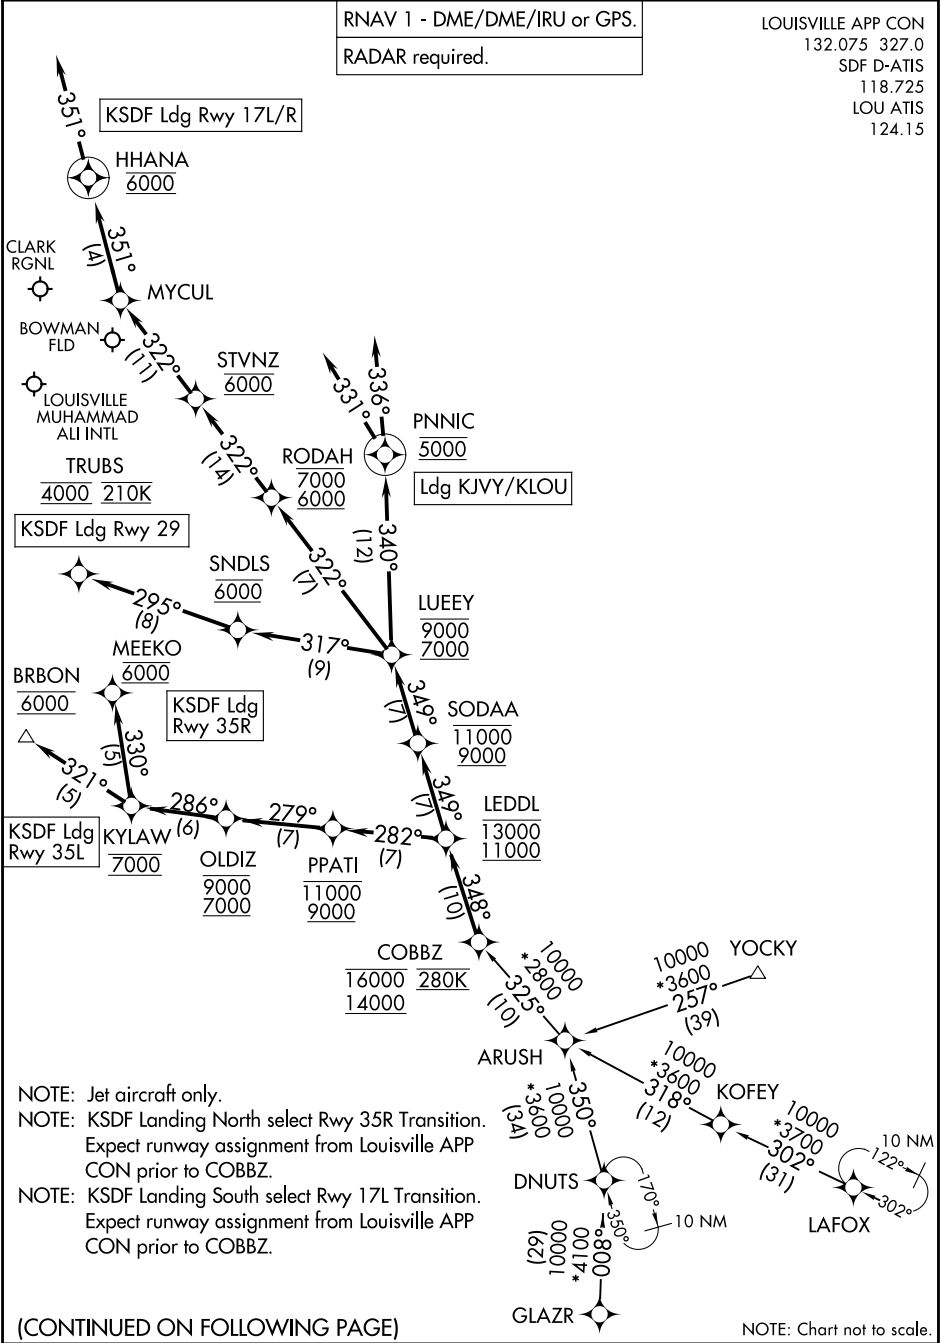 RNAV 1 - DME/DME/IRU or GPS.
RADAR required.
LOUISVILLE APP CON
132.075 327.0
SDF D-ATIS
118.725
LOU ATIS
124.15
351°
KSDF Ldg Rwy 17L/R
HHANA
6000
351°
(4)
CLARK
RGNL
MYCUL
BOWMAN
FLD
322°
(11)
STVNZ
6000
LOUISVILLE
MUHAMMAD
ALI INTL
331°
336°
PNNIC
5000
322°
(14)
RODAH
7000
6000
Ldg KJVY/KLOU
TRUBS
4000 210K
KSDF Ldg Rwy 29
340°
(12)
322°
(7)
SNDLS
6000
295°
(8)
317°
(9)
LUEEY
9000
7000
MEEKO
6000
BRBON
6000
KSDF Ldg
Rwy 35R
349°
(7)
SODAA
11000
9000
330°
(5)
321°
(5)
349°
(7)
LEDDL
13000
11000
286°
(6)
279°
(7)
282°
(7)
KSDF Ldg
Rwy 35L
KYLAW
7000
OLDIZ
9000
7000
PPATI
11000
9000
348°
(10)
COBBZ
16000 280K
14000
10000
*2800
325°
(10)
YOCKY
10000
*3600
257°
(39)
ARUSH
10000
*3600
318°
(12)
KOFEY
10000
*3700
302°
(31)
10 NM
122°
302°
LAFOX
350°
10000
*3600
(34)
DNUTS
170°
350°
10 NM
008°
*4100
10000
(29)
GLAZR
NOTE: Jet aircraft only.
NOTE: KSDF Landing North select Rwy 35R Transition.
Expect runway assignment from Louisville APP
CON prior to COBBZ.
NOTE: KSDF Landing South select Rwy 17L Transition.
Expect runway assignment from Louisville APP
CON prior to COBBZ.
(CONTINUED ON FOLLOWING PAGE)
NOTE: Chart not to scale.